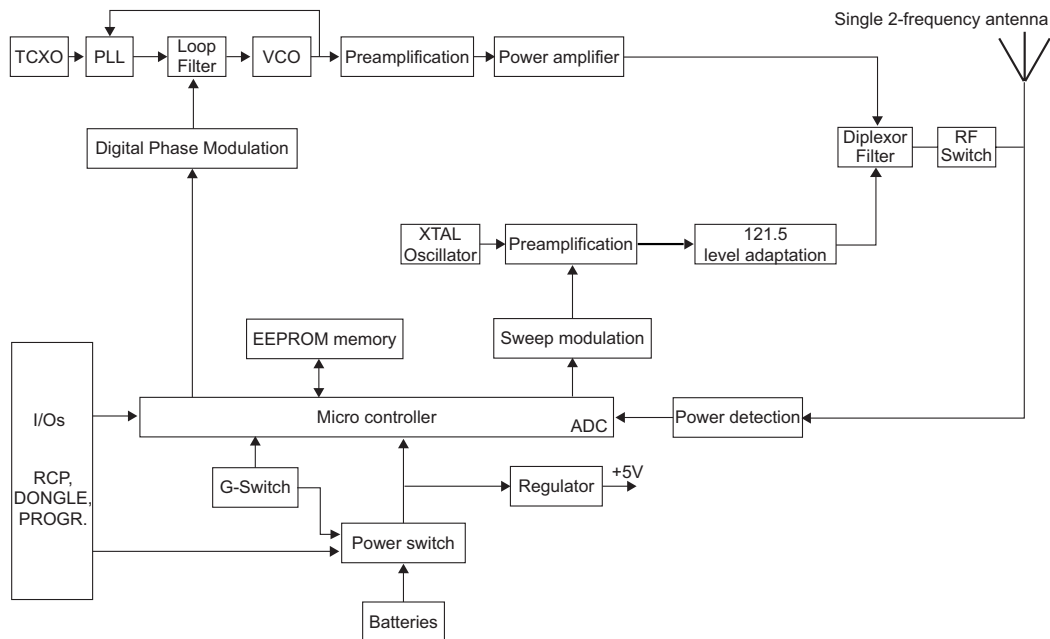 Single 2-frequency antenna
TCXO
PLL
Loop
Filter
VCO
Preamplification
Power amplifier
Digital Phase Modulation
Diplexor
Filter
RF
Switch
XTAL
Oscillator
Preamplification
121.5
level adaptation
EEPROM memory
Sweep modulation
I/Os
RCP,
DONGLE,
PROGR.
Micro controller
ADC
Power detection
G-Switch
Regulator
+5V
Power switch
Batteries